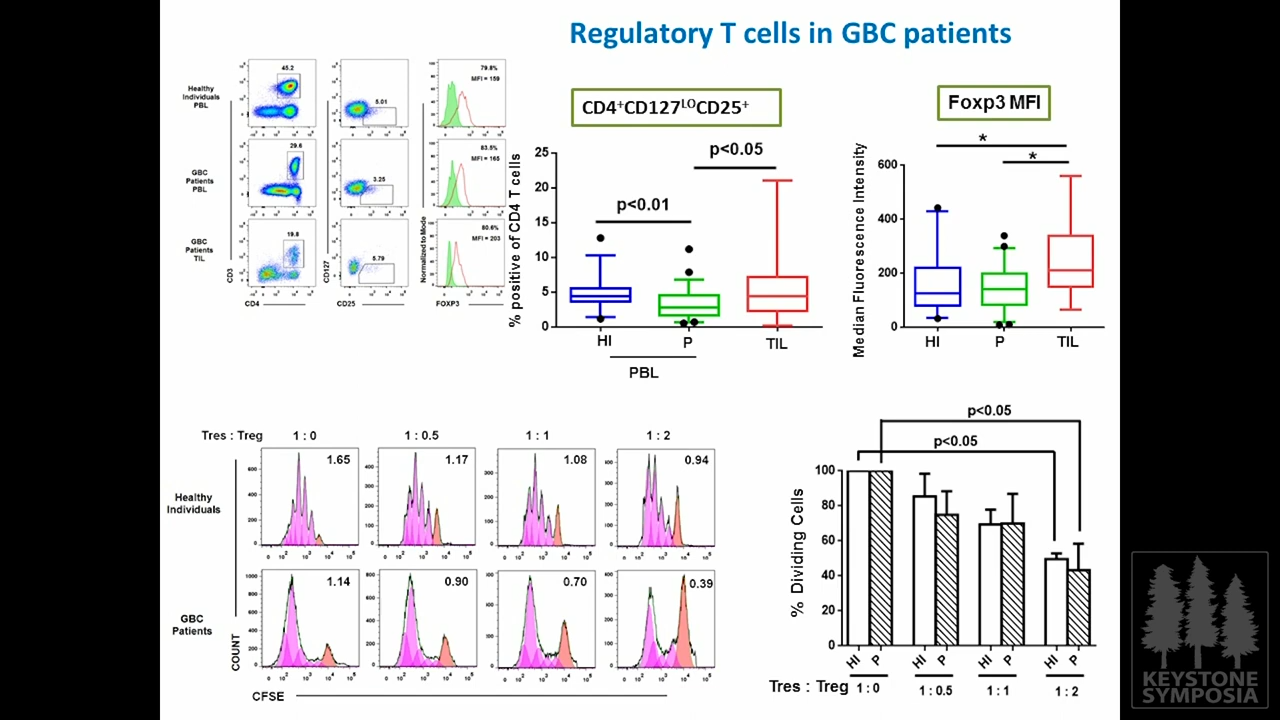 Regulatory T cells in GBC patients
Healthy
Individuals
PBL
GBC
Patients
PBL
GBC
Patients
TIL
45.2
29.6
19.8
CD3
CD4
5.01
3.25
5.79
CD127
CD25
79.8%
MFI = 159
83.5%
MFI = 165
80.6%
MFI = 203
Normalized to Mode
FOXP3
CD4+CD127LOCD25+
% positive of CD4 T cells
25
20
15
10
5
0
p<0.01
p<0.05
HI
P
TIL
PBL
Foxp3 MFI
Median Fluorescence Intensity
600
400
200
0
*
*
HI
P
TIL
Tres : Treg
1 : 0
1 : 0.5
1 : 1
1 : 2
Healthy
Individuals
1.65
1.17
1.08
0.94
GBC
Patients
1.14
0.90
0.70
0.39
COUNT
CFSE
p<0.05
p<0.05
% Dividing Cells
100
80
60
40
20
0
HI P HI P HI P HI P
Tres : Treg 1 : 0 1 : 0.5 1 : 1 1 : 2
KEYSTONE
SYMPOSIA